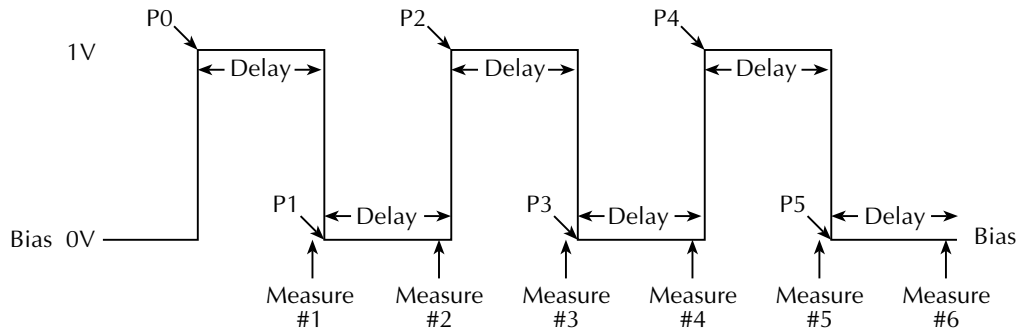 P0
P2
P4
1V
Delay
Delay
Delay
P1
P3
P5
Delay
Delay
Delay
Bias 0V
Bias
Measure
#1
Measure
#2
Measure
#3
Measure
#4
Measure
#5
Measure
#6